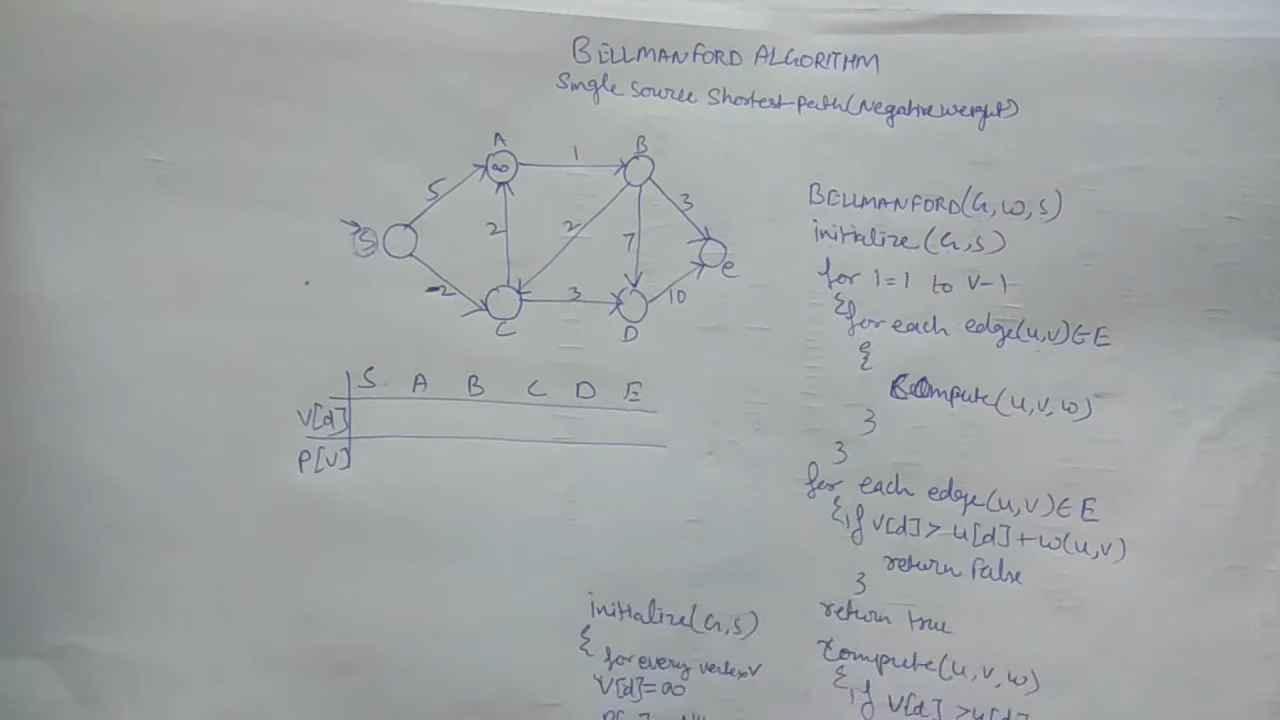 BELLMANFORD ALGORITHM
Single source shortest path (Negative weight)
A
∞
1
B
5
S
2
2
7
3
e
-2
C
3
D
10
S A B C D E
V[d]
P[V]
BELLMANFORD(G, w, s)
initialize(G,s)
for i=1 to v-1
{for each edge(u,v)∈E
{
Compute(u,v,w)
}
}
for each edge(u,v)∈E
{if v[d]>u[d]+w(u,v)
return false
}
return true
Compute(u,v,w)
{if v[d]>u[d]
initialize(G,s)
{
for every vertex v
V[d]=∞